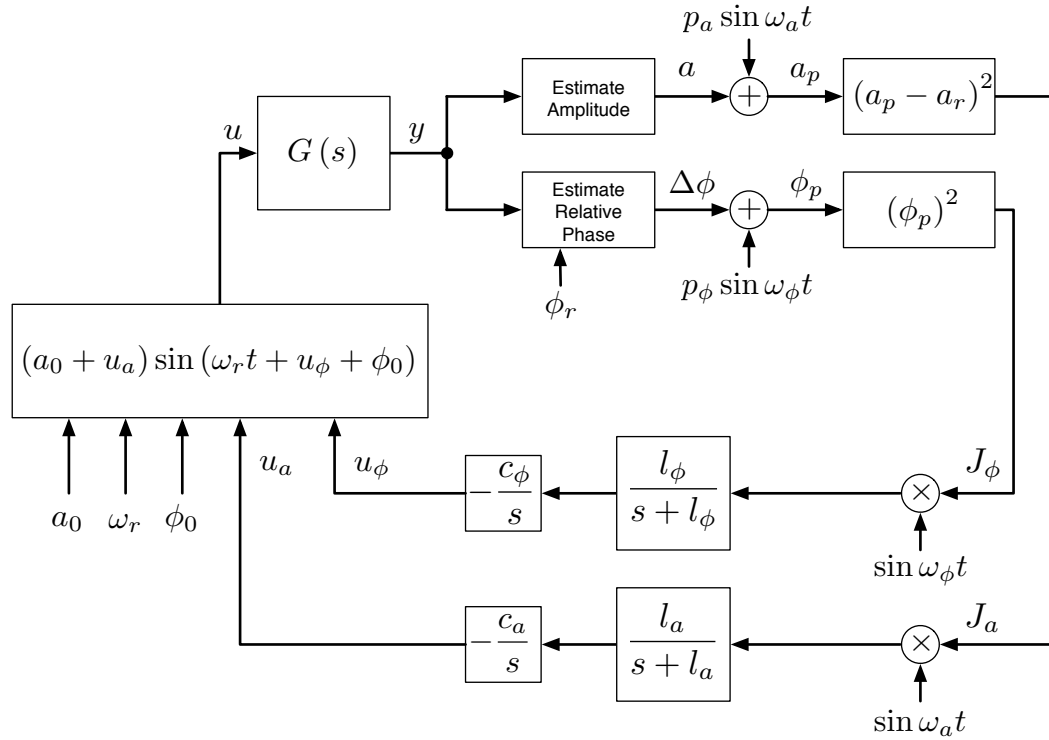 p_a sin ω_a t
a
a_p
Estimate
Amplitude
(a_p − a_r)^2
u
G (s)
y
Estimate
Relative
Phase
Δφ
φ_p
(φ_p)^2
φ_r
p_φ sin ω_φ t
(a_0 + u_a) sin (ω_r t + u_φ + φ_0)
a_0
ω_r
φ_0
u_a
u_φ
−c_φ/s
l_φ/(s + l_φ)
×
J_φ
sin ω_φ t
−c_a/s
l_a/(s + l_a)
×
J_a
sin ω_a t